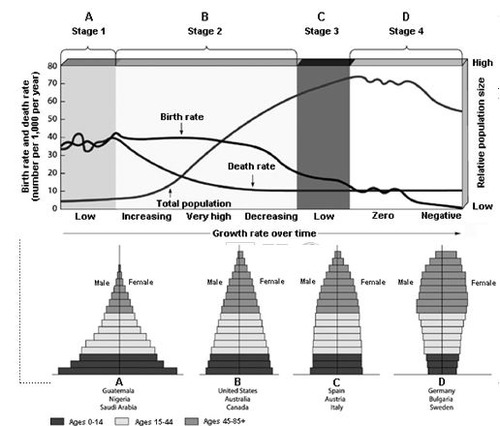 A B C D
Stage 1 Stage 2 Stage 3 Stage 4
80 High
70
60
50
40
30
20
10
0 Low
Birth rate and death rate
(number per 1,000 per year)
Relative population size
Birth rate
Death rate
Total population
Low Increasing Very high Decreasing Low Zero Negative
Growth rate over time
Male Female Male Female Male Female Male Female
A B C D
Guatemala United States Spain Germany
Nigeria Australia Austria Bulgaria
Saudi Arabia Canada Italy Sweden
Ages 0-14 Ages 15-44 Ages 45-85+